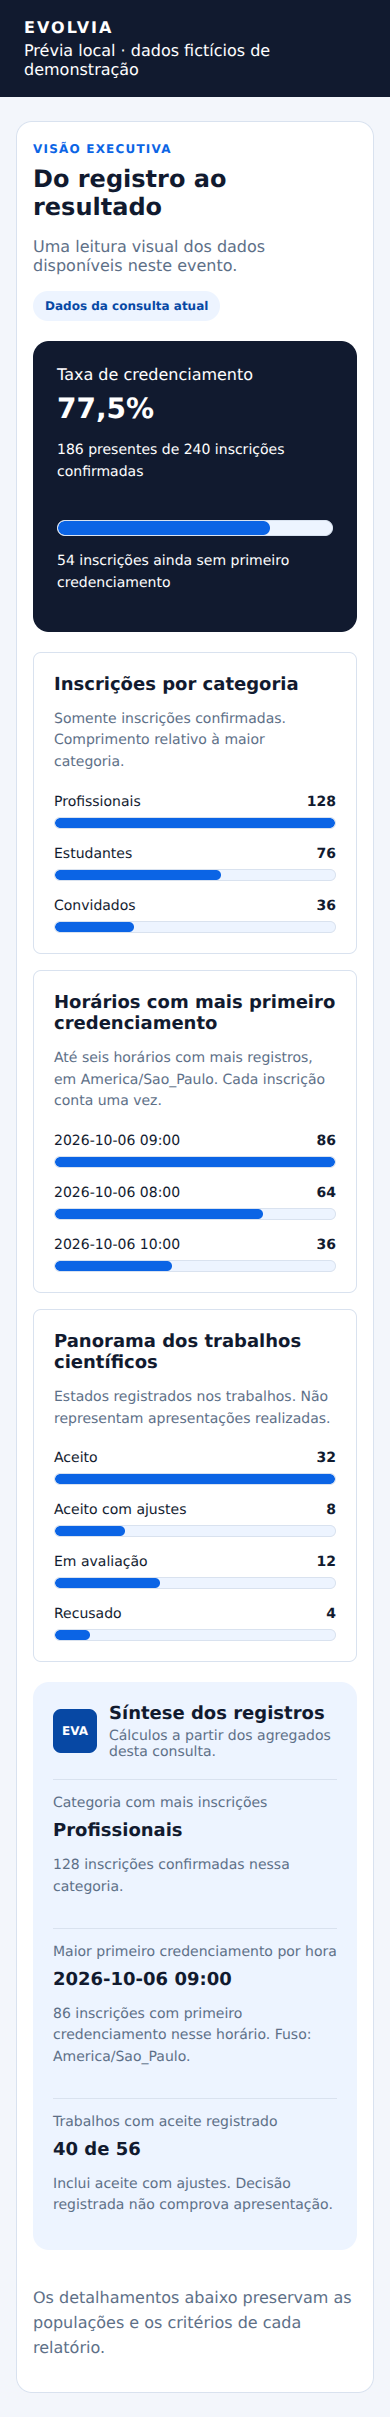 EVOLVIA
Prévia local · dados fictícios de
demonstração
VISÃO EXECUTIVA
Do registro ao
resultado
Uma leitura visual dos dados
disponíveis neste evento.
Dados da consulta atual
Taxa de credenciamento
77,5%
186 presentes de 240 inscrições
confirmadas
54 inscrições ainda sem primeiro
credenciamento
Inscrições por categoria
Somente inscrições confirmadas.
Comprimento relativo à maior
categoria.
Profissionais 128
Estudantes 76
Convidados 36
Horários com mais primeiro
credenciamento
Até seis horários com mais registros,
em America/Sao_Paulo. Cada inscrição
conta uma vez.
2026-10-06 09:00 86
2026-10-06 08:00 64
2026-10-06 10:00 36
Panorama dos trabalhos
científicos
Estados registrados nos trabalhos. Não
representam apresentações realizadas.
Aceito 32
Aceito com ajustes 8
Em avaliação 12
Recusado 4
EVA
Síntese dos registros
Cálculos a partir dos agregados
desta consulta.
Categoria com mais inscrições
Profissionais
128 inscrições confirmadas nessa
categoria.
Maior primeiro credenciamento por hora
2026-10-06 09:00
86 inscrições com primeiro
credenciamento nesse horário. Fuso:
America/Sao_Paulo.
Trabalhos com aceite registrado
40 de 56
Inclui aceite com ajustes. Decisão
registrada não comprova apresentação.
Os detalhamentos abaixo preservam as
populações e os critérios de cada
relatório.